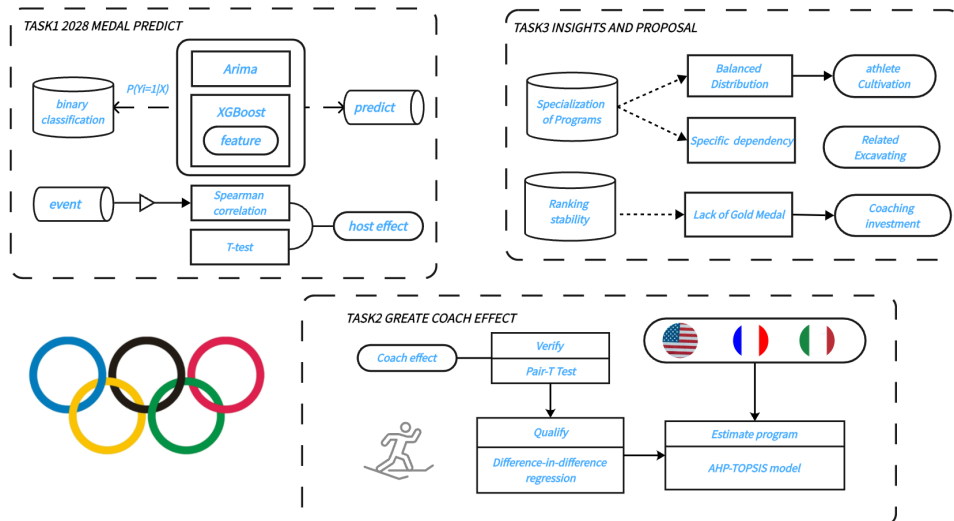 TASK1 2028 MEDAL PREDICT
Arima
P(Yi=1|X)
binary
classification
XGBoost
feature
predict
event
Spearman
correlation
T-test
host effect
TASK3 INSIGHTS AND PROPOSAL
Specialization
of Programs
Balanced
Distribution
athlete
Cultivation
Specific dependency
Related
Excavating
Ranking
stability
Lack of Gold Medal
Coaching
investment
TASK2 GREATE COACH EFFECT
Coach effect
Verify
Pair-T Test
Qualify
Difference-in-difference
regression
Estimate program
AHP-TOPSIS model